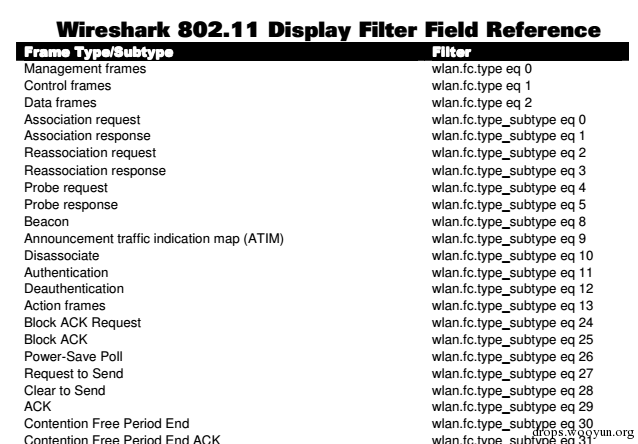 Wireshark 802.11 Display Filter Field Reference
Frame Type/Subtype Filter
Management frames wlan.fc.type eq 0
Control frames wlan.fc.type eq 1
Data frames wlan.fc.type eq 2
Association request wlan.fc.type_subtype eq 0
Association response wlan.fc.type_subtype eq 1
Reassociation request wlan.fc.type_subtype eq 2
Reassociation response wlan.fc.type_subtype eq 3
Probe request wlan.fc.type_subtype eq 4
Probe response wlan.fc.type_subtype eq 5
Beacon wlan.fc.type_subtype eq 8
Announcement traffic indication map (ATIM) wlan.fc.type_subtype eq 9
Disassociate wlan.fc.type_subtype eq 10
Authentication wlan.fc.type_subtype eq 11
Deauthentication wlan.fc.type_subtype eq 12
Action frames wlan.fc.type_subtype eq 13
Block ACK Request wlan.fc.type_subtype eq 24
Block ACK wlan.fc.type_subtype eq 25
Power-Save Poll wlan.fc.type_subtype eq 26
Request to Send wlan.fc.type_subtype eq 27
Clear to Send wlan.fc.type_subtype eq 28
ACK wlan.fc.type_subtype eq 29
Contention Free Period End wlan.fc.type_subtype eq 30
Contention Free Period End ACK wlan.fc.type_subtype eq 31
drops.wooyun.org